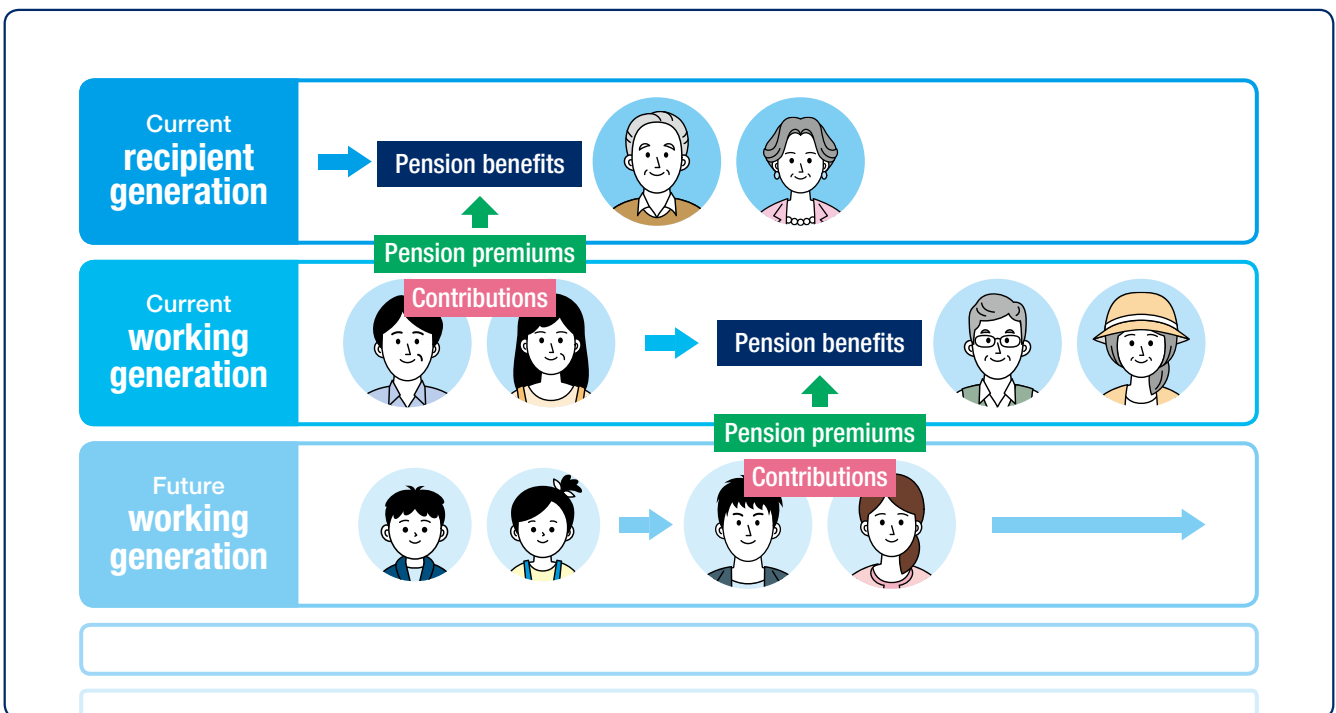 Current
recipient
generation
Pension benefits
Pension premiums
Contributions
Current
working
generation
Pension benefits
Pension premiums
Contributions
Future
working
generation